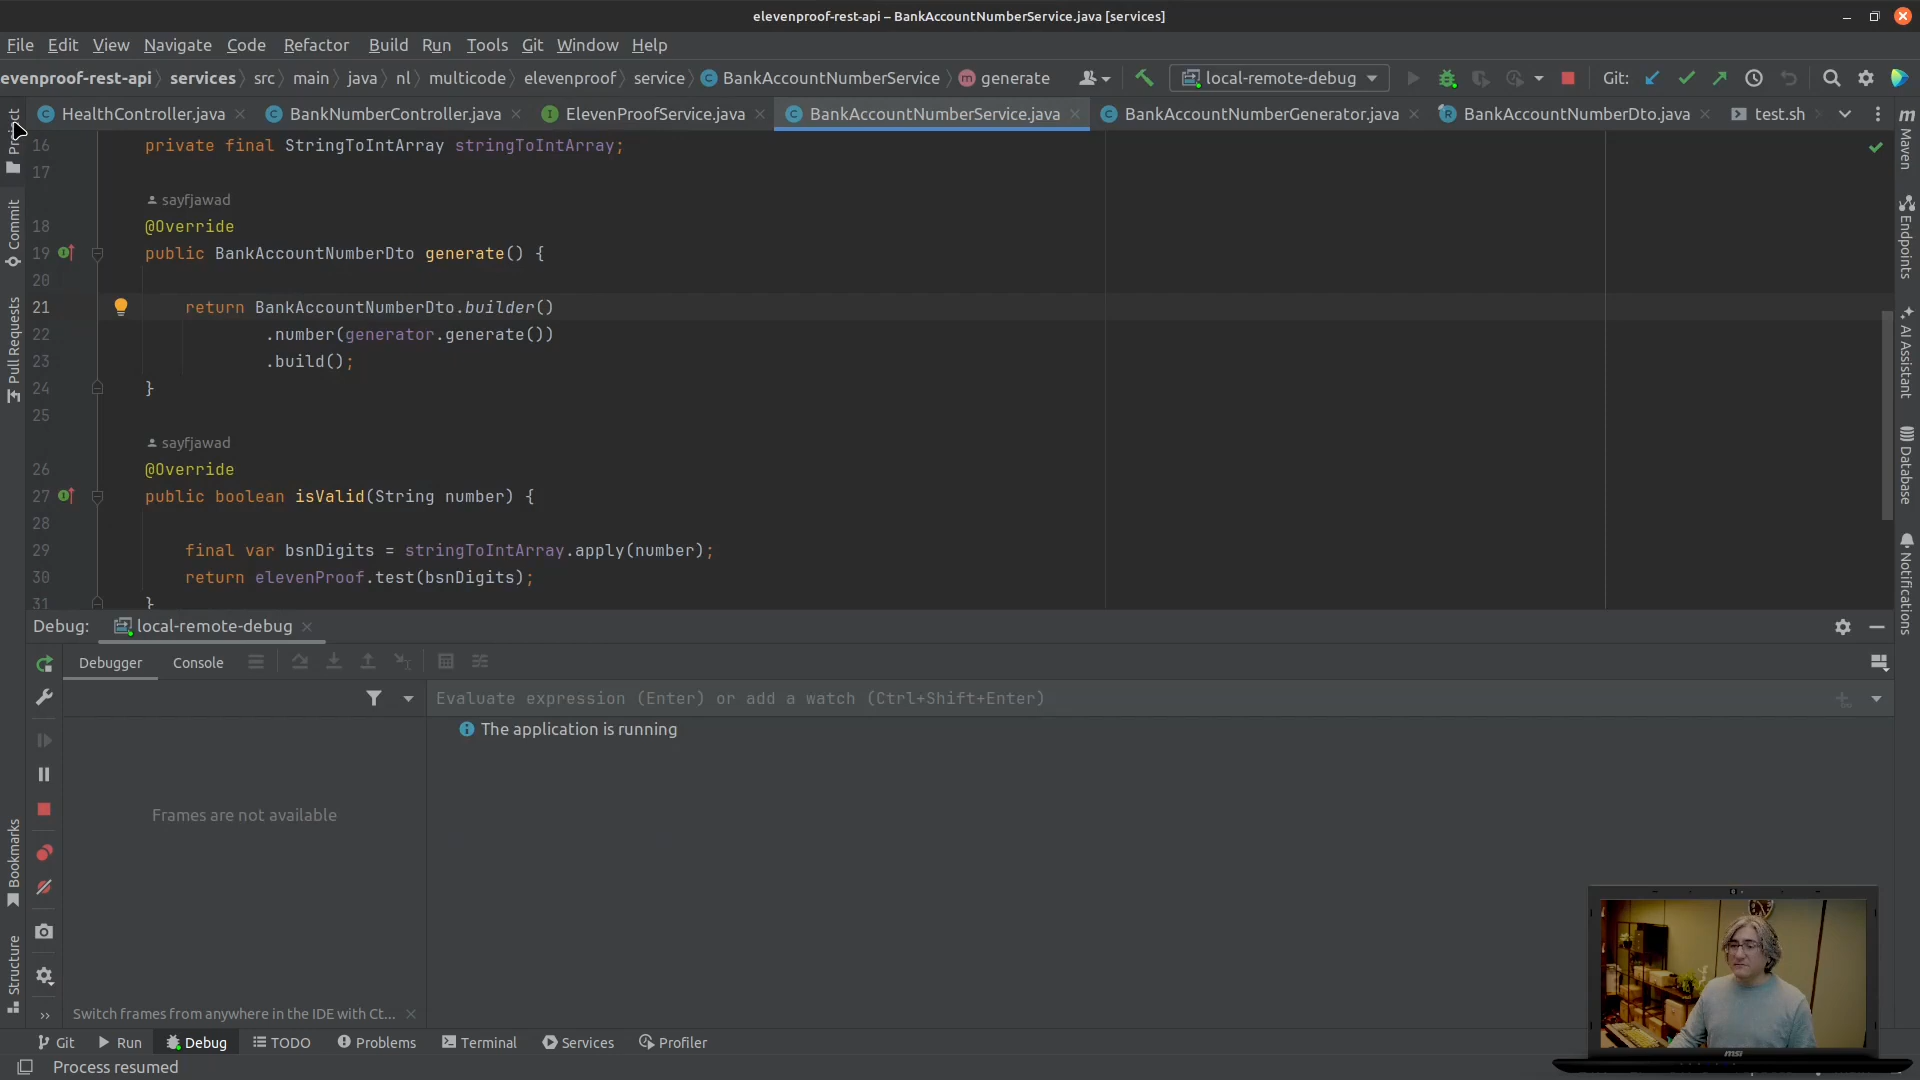 elevenproof-rest-api – BankAccountNumberService.java [services]
File Edit View Navigate Code Refactor Build Run Tools Git Window Help
evenproof-rest-api services src main java nl multicode elevenproof service BankAccountNumberService generate local-remote-debug Git:
HealthController.java BankNumberController.java ElevenProofService.java BankAccountNumberService.java BankAccountNumberGenerator.java BankAccountNumberDto.java test.sh
Project
Commit
Pull Requests
Bookmarks
Structure
16 private final StringToIntArray stringToIntArray;
17
sayfjawad
18 @Override
19 public BankAccountNumberDto generate() {
20
21 return BankAccountNumberDto.builder()
22 .number(generator.generate())
23 .build();
24 }
25
sayfjawad
26 @Override
27 public boolean isValid(String number) {
28
29 final var bsnDigits = stringToIntArray.apply(number);
30 return elevenProof.test(bsnDigits);
31 }
m
Maven
Endpoints
AI Assistant
Database
Notifications
Debug: local-remote-debug
Debugger Console
Evaluate expression (Enter) or add a watch (Ctrl+Shift+Enter)
The application is running
Frames are not available
Switch frames from anywhere in the IDE with Ct...
Git Run Debug TODO Problems Terminal Services Profiler
Process resumed
msi